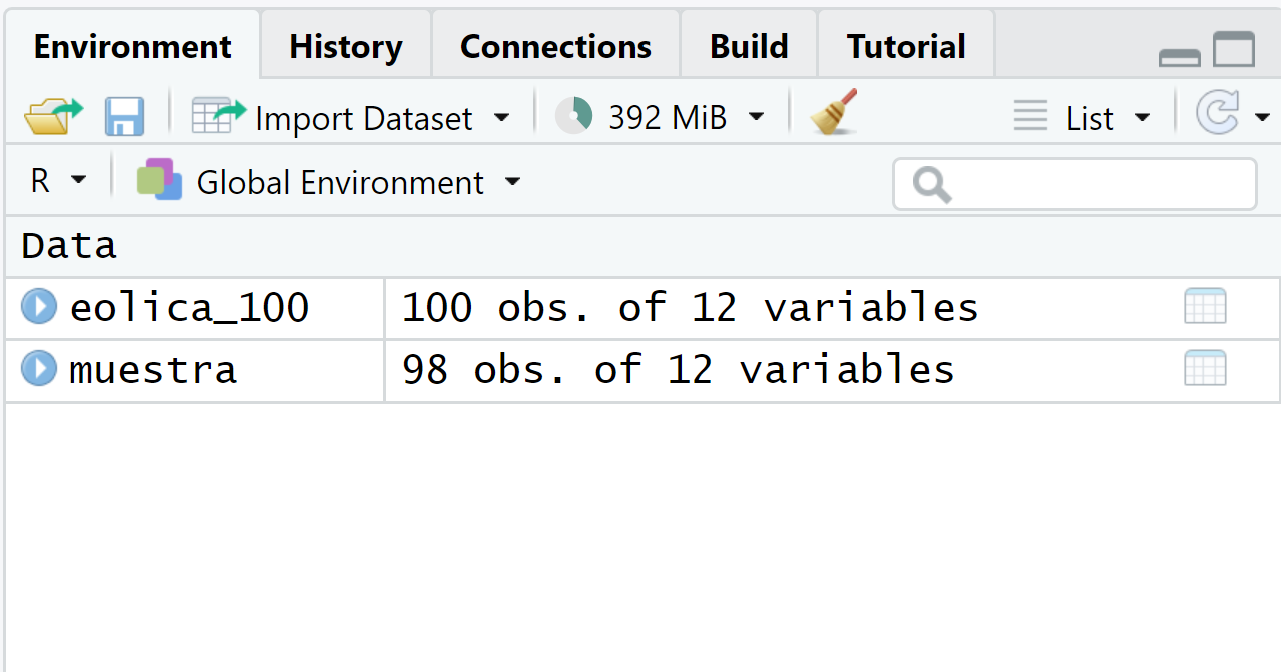 Environment History Connections Build Tutorial
Import Dataset 392 MiB List
R Global Environment
Data
eolica_100 100 obs. of 12 variables
muestra 98 obs. of 12 variables